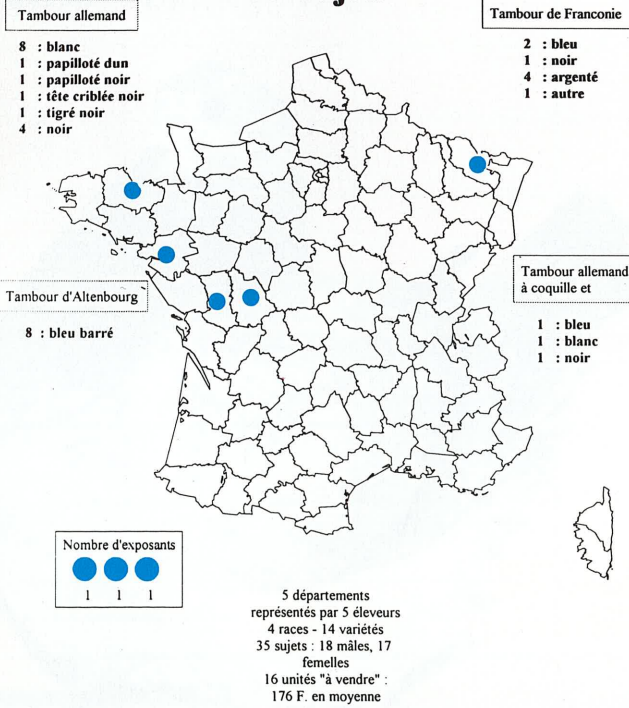 Tambour allemand
8 : blanc
1 : papilloté dun
1 : papilloté noir
1 : tête criblée noir
1 : tigré noir
4 : noir
Tambour de Franconie
2 : bleu
1 : noir
4 : argenté
1 : autre
Tambour d'Altenbourg
8 : bleu barré
Tambour allemand
à coquille et
1 : bleu
1 : blanc
1 : noir
Nombre d'exposants
1 1 1
5 départements
représentés par 5 éleveurs
4 races - 14 variétés
35 sujets : 18 mâles, 17
femelles
16 unités "à vendre" :
176 F. en moyenne